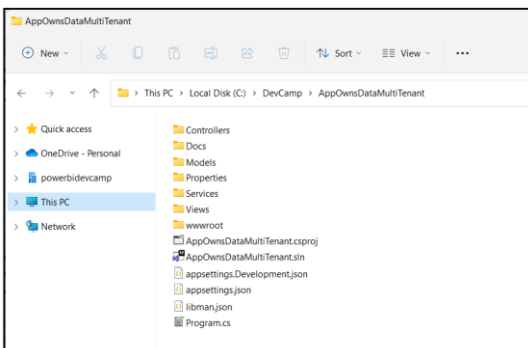 AppOwnsDataMultiTenant
New
Sort
View
This PC > Local Disk (C:) > DevCamp > AppOwnsDataMultiTenant
Quick access
OneDrive - Personal
powerbidevcamp
This PC
Network
Controllers
Docs
Models
Properties
Services
Views
wwwroot
AppOwnsDataMultiTenant.csproj
AppOwnsDataMultiTenant.sln
appsettings.Development.json
appsettings.json
libman.json
Program.cs